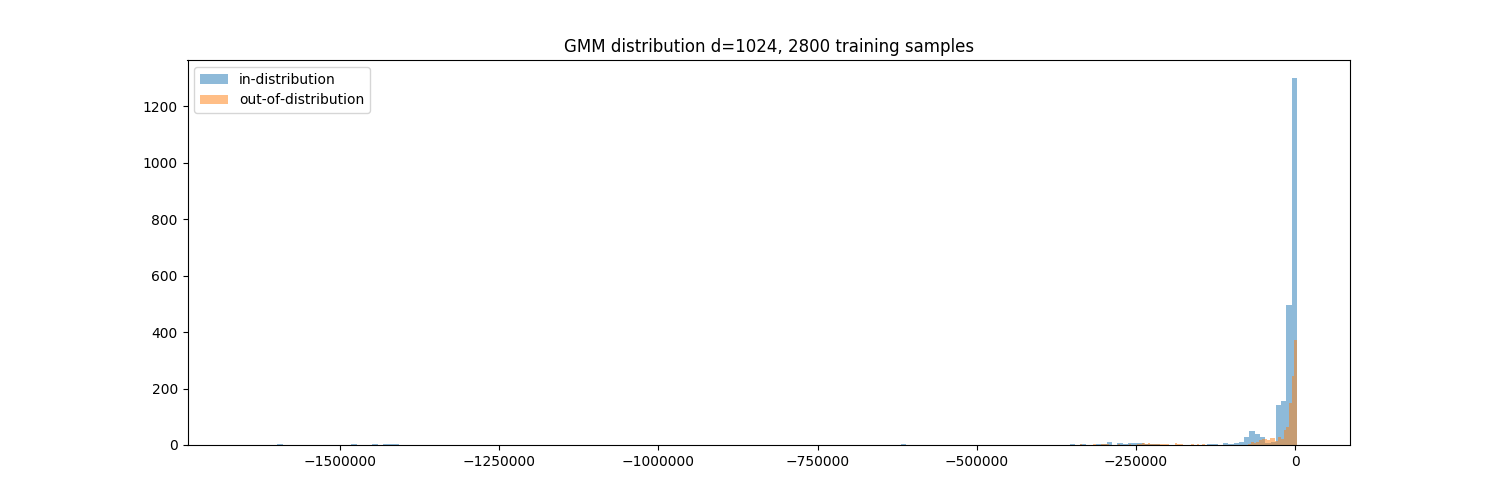 GMM distribution d=1024, 2800 training samples
in-distribution
out-of-distribution
1200
1000
800
600
400
200
0
−1500000 −1250000 −1000000 −750000 −500000 −250000 0